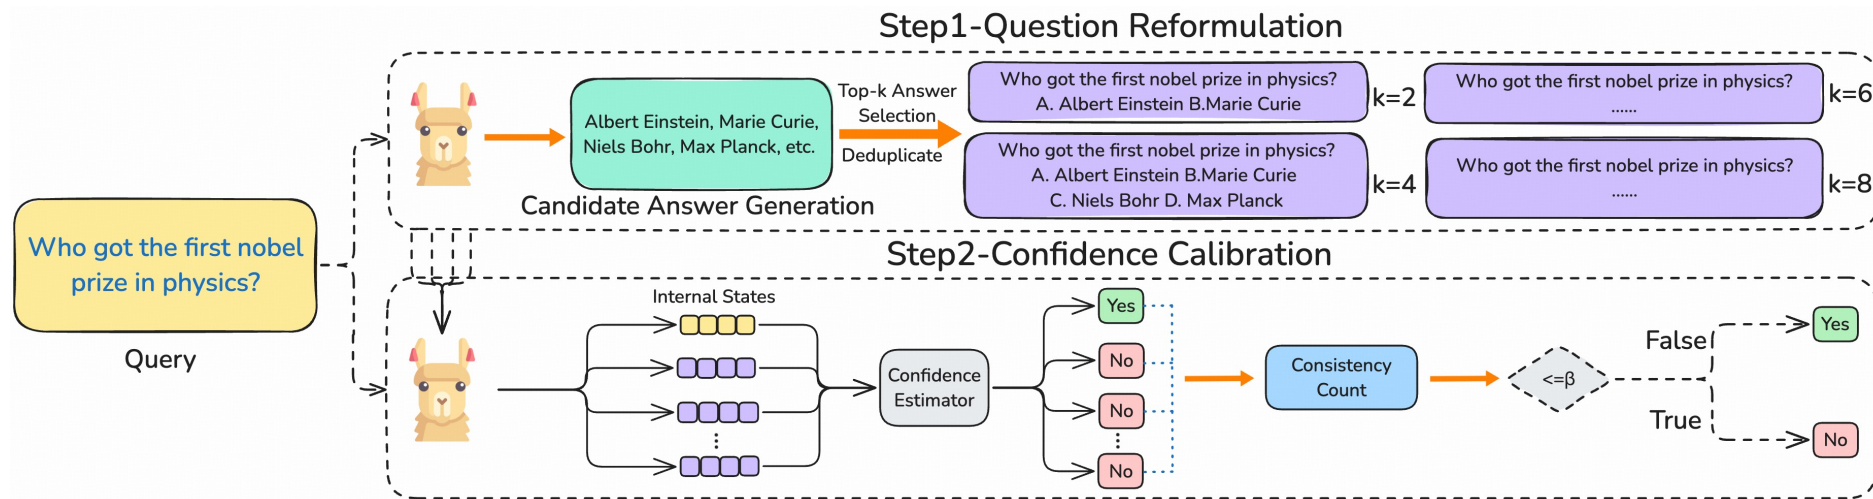 Step1-Question Reformulation
Albert Einstein, Marie Curie,
Niels Bohr, Max Planck, etc.
Candidate Answer Generation
Top-k Answer
Selection
Deduplicate
Who got the first nobel prize in physics?
A. Albert Einstein B.Marie Curie
k=2
Who got the first nobel prize in physics?
......
k=6
Who got the first nobel prize in physics?
A. Albert Einstein B.Marie Curie
C. Niels Bohr D. Max Planck
k=4
Who got the first nobel prize in physics?
......
k=8
Who got the first nobel
prize in physics?
Query
Step2-Confidence Calibration
Internal States
Confidence
Estimator
Yes
No
No
No
Consistency
Count
<=β
False
True
Yes
No